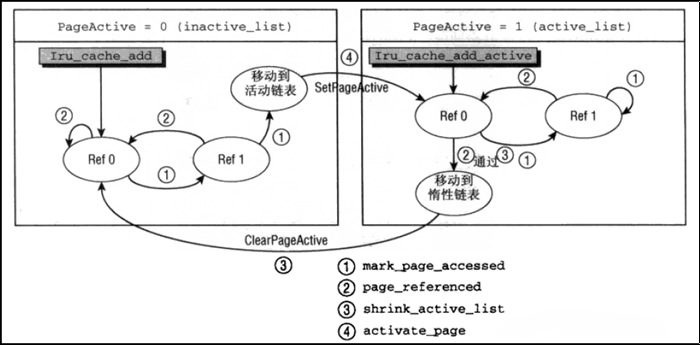 PageActive = 0 (inactive_list)
PageActive = 1 (active_list)
Iru_cache_add
移动到
活动链表
②
②
Ref 0
Ref 1
①
①
④
SetPageActive
Iru_cache_add_active
②
①
Ref 0
Ref 1
②通过③
①
移动到
惰性链表
ClearPageActive
③
① mark_page_accessed
② page_referenced
③ shrink_active_list
④ activate_page